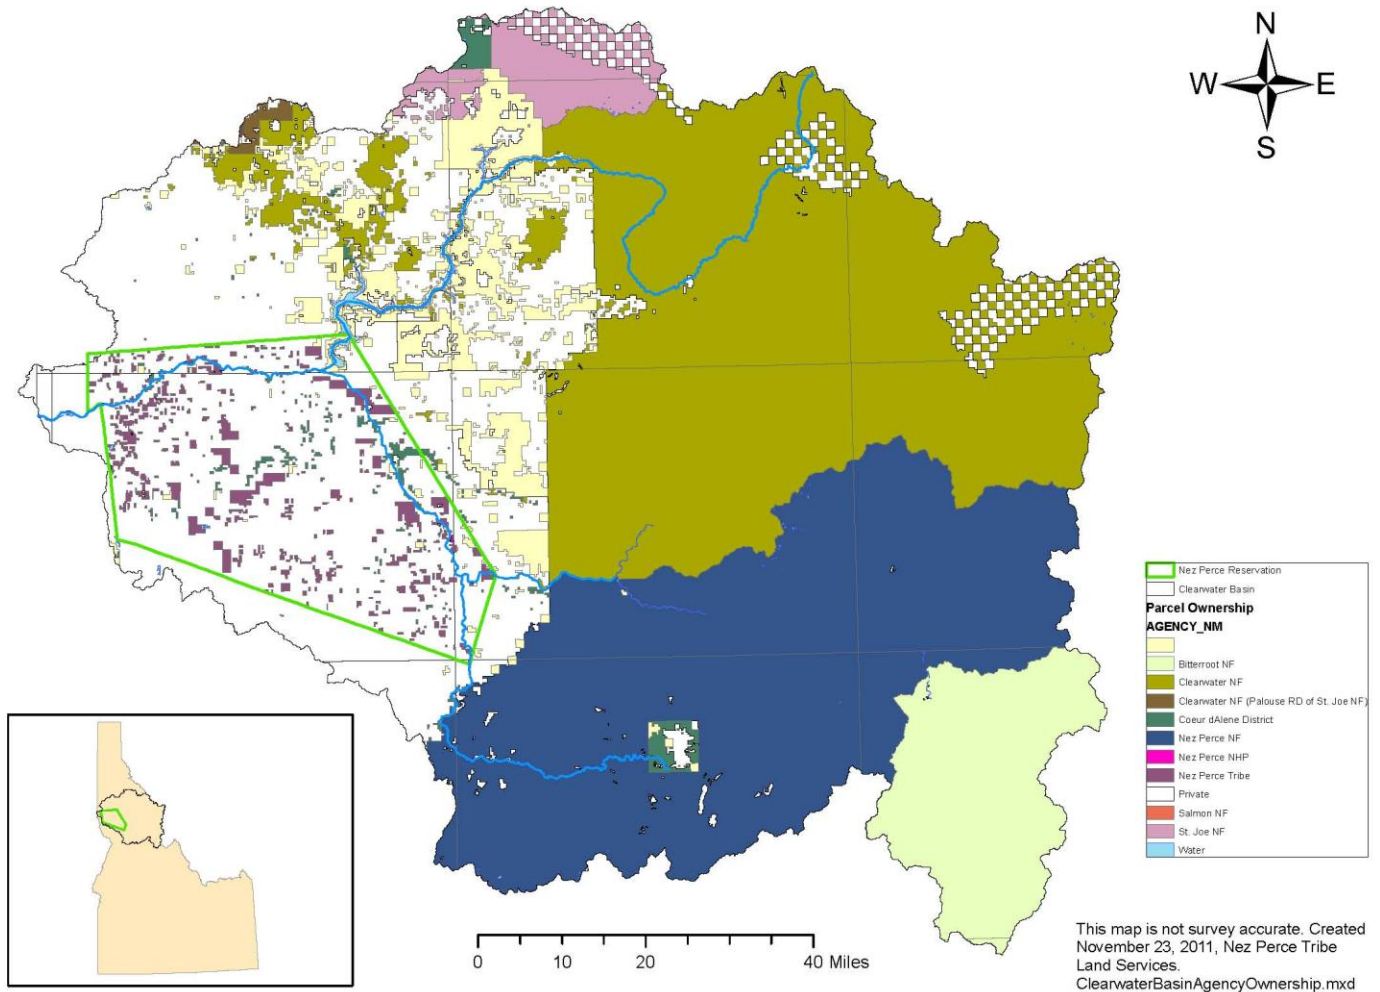 N
W E
S
Nez Perce Reservation
Clearwater Basin
Parcel Ownership
AGENCY_NM
Bitterroot NF
Clearwater NF
Clearwater NF (Palouse RD of St. Joe NF)
Coeur dAlene District
Nez Perce NF
Nez Perce NHP
Nez Perce Tribe
Private
Salmon NF
St. Joe NF
Water
0 10 20 40 Miles
This map is not survey accurate. Created
November 23, 2011, Nez Perce Tribe
Land Services.
ClearwaterBasinAgencyOwnership.mxd